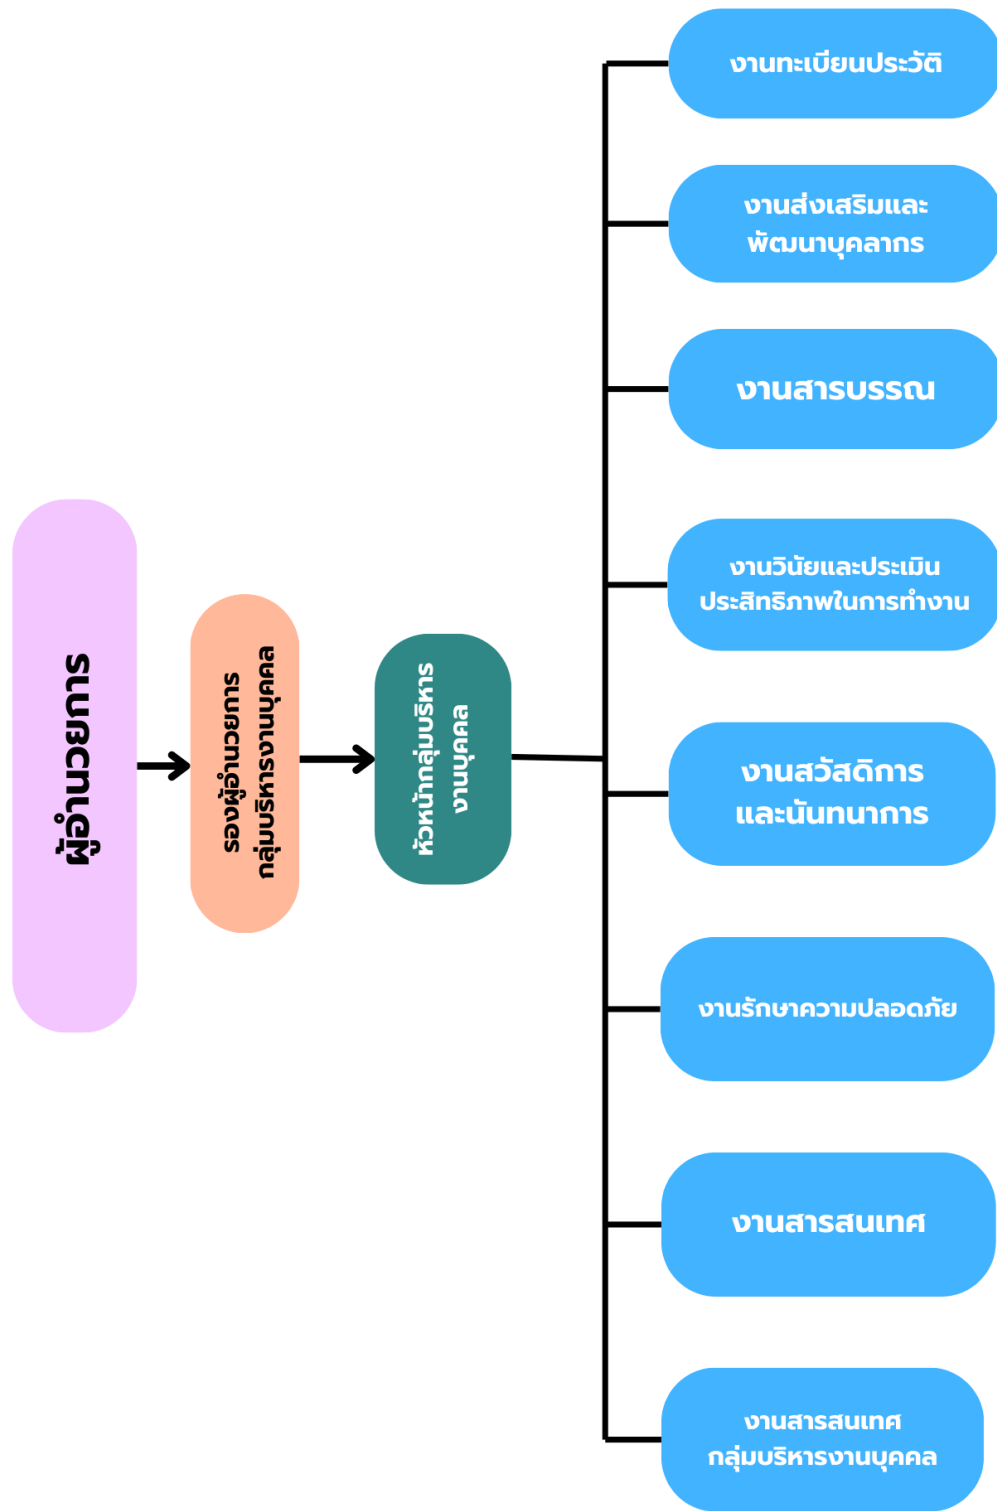 ผู้อำนวยการ
รองผู้อำนวยการ
กลุ่มบริหารงานบุคคล
หัวหน้ากลุ่มบริหาร
งานบุคคล
งานทะเบียนประวัติ
งานส่งเสริมและ
พัฒนาบุคลากร
งานสารบรรณ
งานวินัยและประเมิน
ประสิทธิภาพในการทำงาน
งานสวัสดิการ
และนันทนาการ
งานรักษาความปลอดภัย
งานสารสนเทศ
งานสารสนเทศ
กลุ่มบริหารงานบุคคล